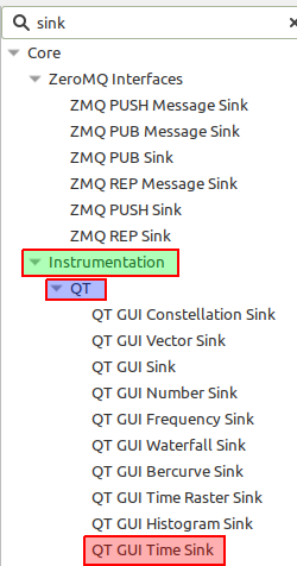 sink
Core
ZeroMQ Interfaces
ZMQ PUSH Message Sink
ZMQ PUB Message Sink
ZMQ PUB Sink
ZMQ REP Message Sink
ZMQ PUSH Sink
ZMQ REP Sink
Instrumentation
QT
QT GUI Constellation Sink
QT GUI Vector Sink
QT GUI Sink
QT GUI Number Sink
QT GUI Frequency Sink
QT GUI Waterfall Sink
QT GUI Bercurve Sink
QT GUI Time Raster Sink
QT GUI Histogram Sink
QT GUI Time Sink